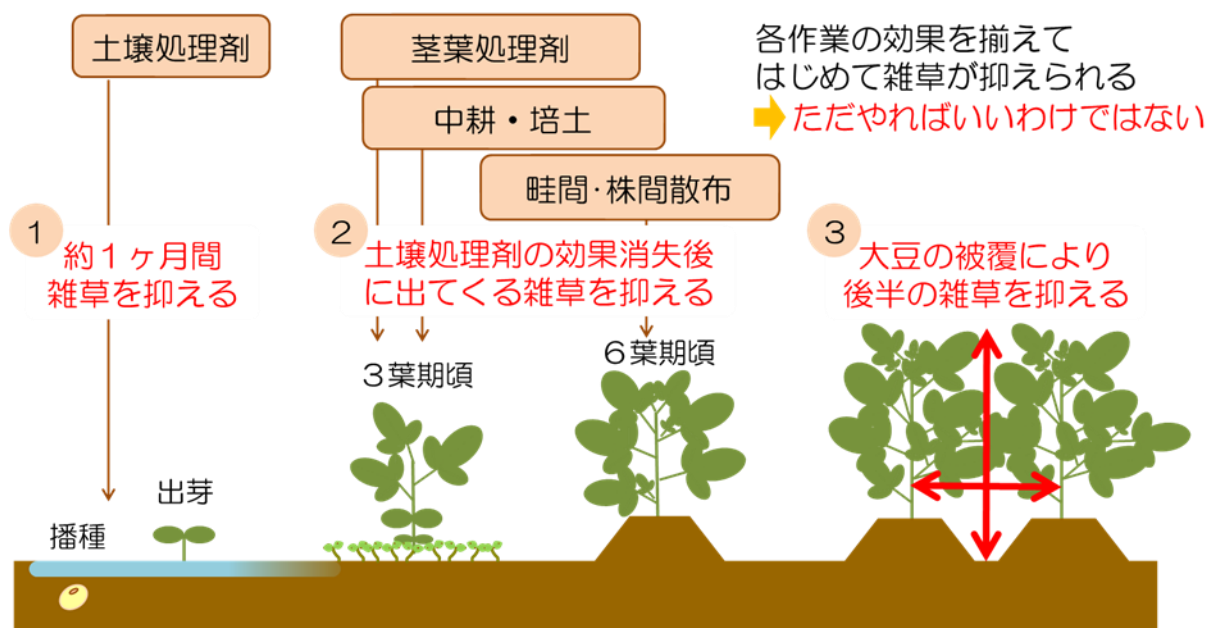 土壌処理剤
茎葉処理剤
中耕・培土
畦間・株間散布
各作業の効果を揃えて
はじめて雑草が抑えられる
ただやればいいわけではない
1
約1ヶ月間
雑草を抑える
2
土壌処理剤の効果消失後
に出てくる雑草を抑える
3
大豆の被覆により
後半の雑草を抑える
3葉期頃
6葉期頃
播種
出芽